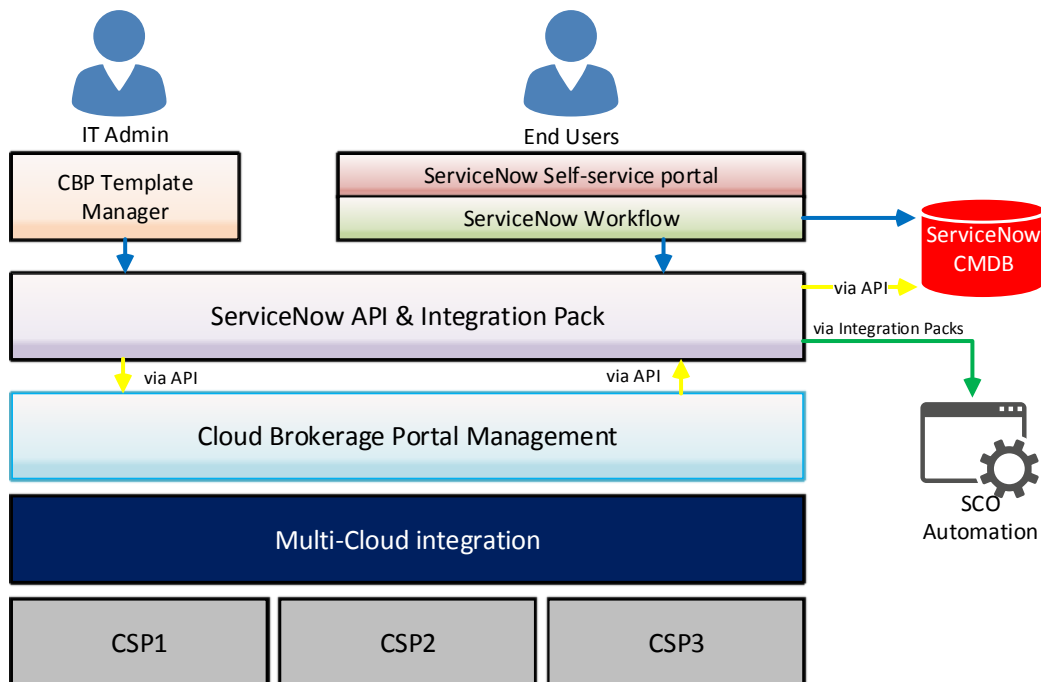 IT Admin
End Users
CBP Template
Manager
ServiceNow Self-service portal
ServiceNow Workflow
ServiceNow
CMDB
via API
ServiceNow API & Integration Pack
via Integration Packs
via API
via API
Cloud Brokerage Portal Management
SCO
Automation
Multi-Cloud integration
CSP1
CSP2
CSP3